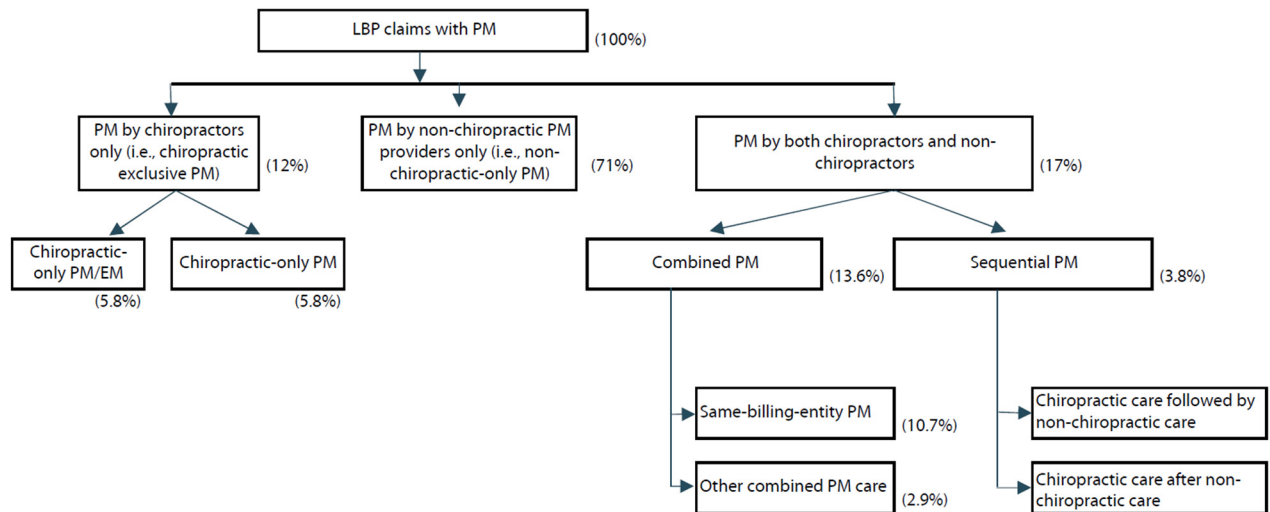 LBP claims with PM
(100%)
PM by chiropractors
only (i.e., chiropractic
exclusive PM)
(12%)
PM by non-chiropractic PM
providers only (i.e., non-
chiropractic-only PM)
(71%)
PM by both chiropractors and non-
chiropractors
(17%)
Chiropractic-
only PM/EM
(5.8%)
Chiropractic-only PM
(5.8%)
Combined PM
(13.6%)
Sequential PM
(3.8%)
Same-billing-entity PM
(10.7%)
Other combined PM care
(2.9%)
Chiropractic care followed by
non-chiropractic care
Chiropractic care after non-
chiropractic care